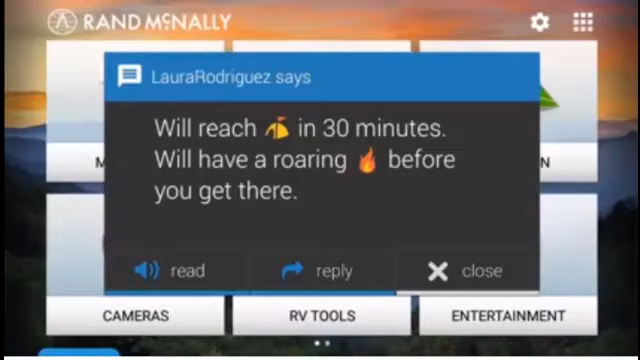 RAND McNALLY
LauraRodriguez says
Will reach 🏕️ in 30 minutes.
Will have a roaring 🔥 before
you get there.
read
reply
close
CAMERAS
RV TOOLS
ENTERTAINMENT